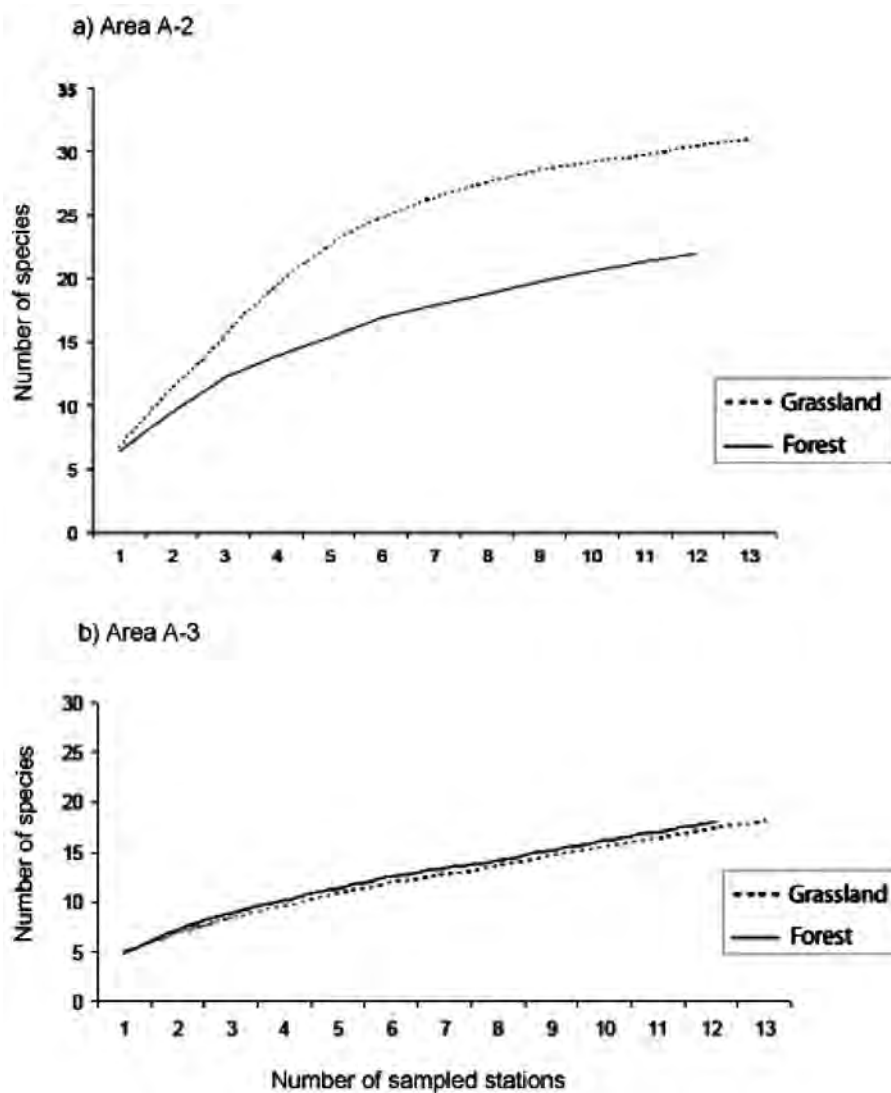 a) Area A-2
Number of species
35
30
25
20
15
10
5
0
1 2 3 4 5 6 7 8 9 10 11 12 13
Grassland
Forest
b) Area A-3
Number of species
30
25
20
15
10
5
0
1 2 3 4 5 6 7 8 9 10 11 12 13
Grassland
Forest
Number of sampled stations